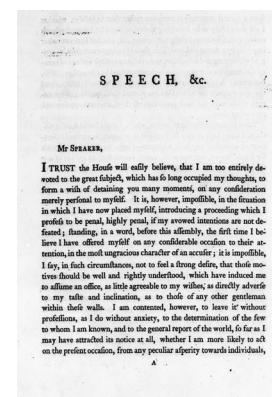 SPEECH, &c.
Mr Speaker,
I TRUST the House will easily believe, that I am too entirely de-
voted to the great subject, which has so long occupied my thoughts, to
form a wish of detaining you many moments, on any consideration
merely personal to myself. It is, however, impossible, in the situation
in which I have now placed myself, introducing a proceeding which I
profess to be penal, highly penal, if my avowed intentions are not de-
feated; standing, in a word, before this assembly, the first time I be-
lieve I have offered myself on any considerable occasion to their at-
tention, in the most ungracious character of an accuser; it is impossible,
I say, in such circumstances, not to feel a strong desire, that those mo-
tives should be well and rightly understood, which have induced me
to assume an office, as little agreeable to my wishes, as directly adverse
to my taste and inclination, as to those of any other gentleman
within these walls. I am contented, however, to leave it without
professions, as I do without anxiety, to the determination of the few
to whom I am known, and to the general report of the world, so far as I
may have attracted its notice at all, whether I am more likely to act
on the present occasion, from any peculiar asperity towards individuals,
A